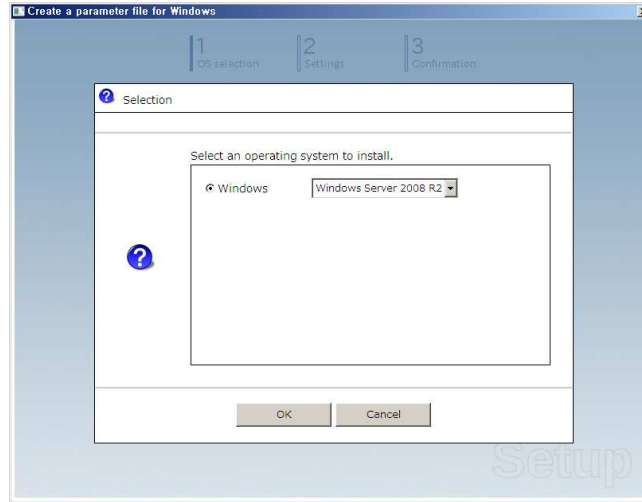 Create a parameter file for Windows
1
OS selection
2
Settings
3
Confirmation
Selection
Select an operating system to install.
Windows
Windows Server 2008 R2
OK
Cancel
Setup